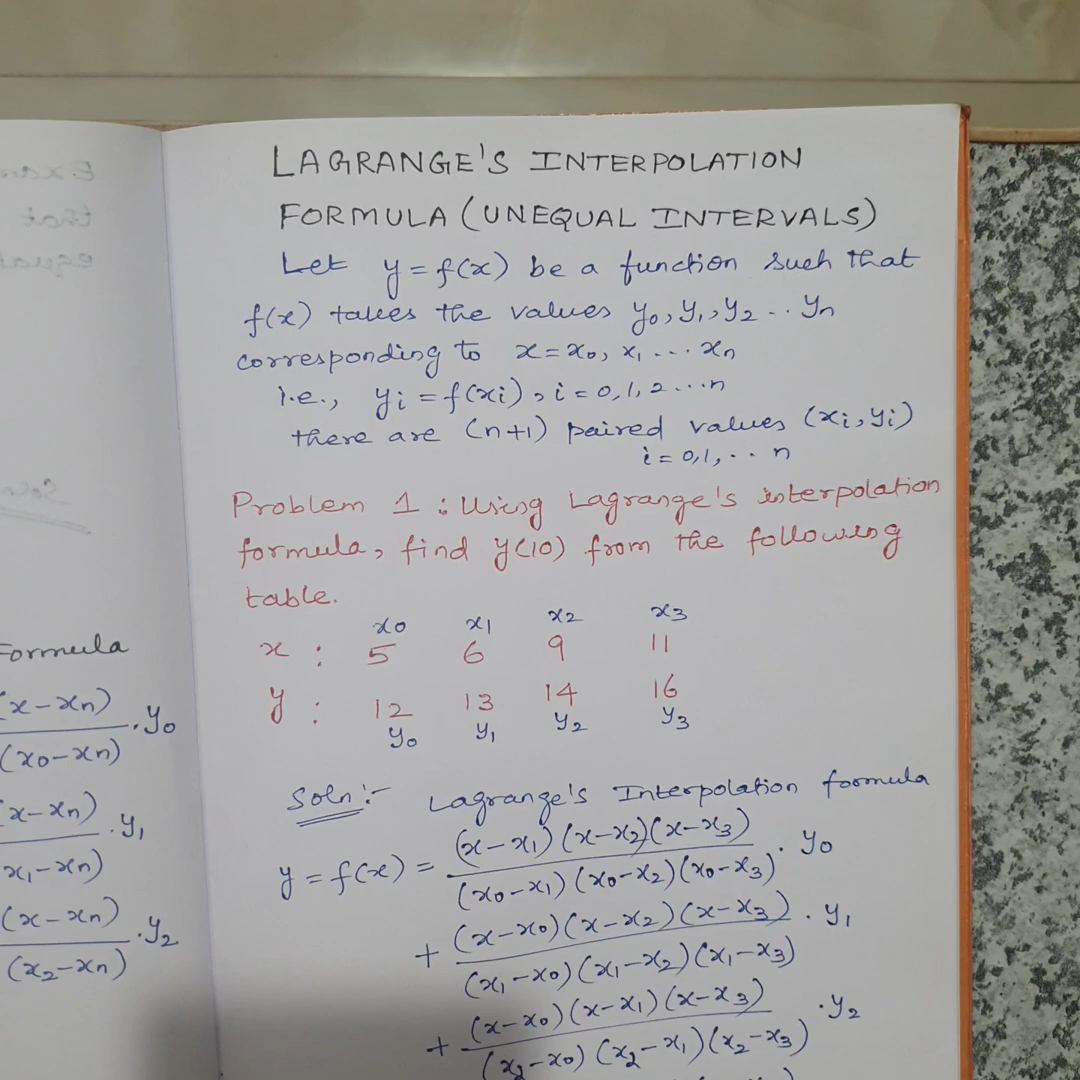 Formula
(x-xn)/(x0-xn) . y0
(x-xn)/(x1-xn) . y1
(x-xn)/(x2-xn) . y2
LAGRANGE'S INTERPOLATION
FORMULA (UNEQUAL INTERVALS)
Let y = f(x) be a function such that
f(x) takes the values y0, y1, y2 .. yn
corresponding to x = x0, x1 ... xn
i.e., yi = f(xi), i = 0, 1, 2 ... n
there are (n+1) paired values (xi, yi)
i = 0, 1, .. n
Problem 1 : Using Lagrange's interpolation
formula, find y(10) from the following
table.
x0 x1 x2 x3
x : 5 6 9 11
y : 12 13 14 16
y0 y1 y2 y3
Soln :- Lagrange's Interpolation formula
y = f(x) = (x-x1)(x-x2)(x-x3)/(x0-x1)(x0-x2)(x0-x3) . y0
+ (x-x0)(x-x2)(x-x3)/(x1-x0)(x1-x2)(x1-x3) . y1
+ (x-x0)(x-x1)(x-x3)/(x2-x0)(x2-x1)(x2-x3) . y2